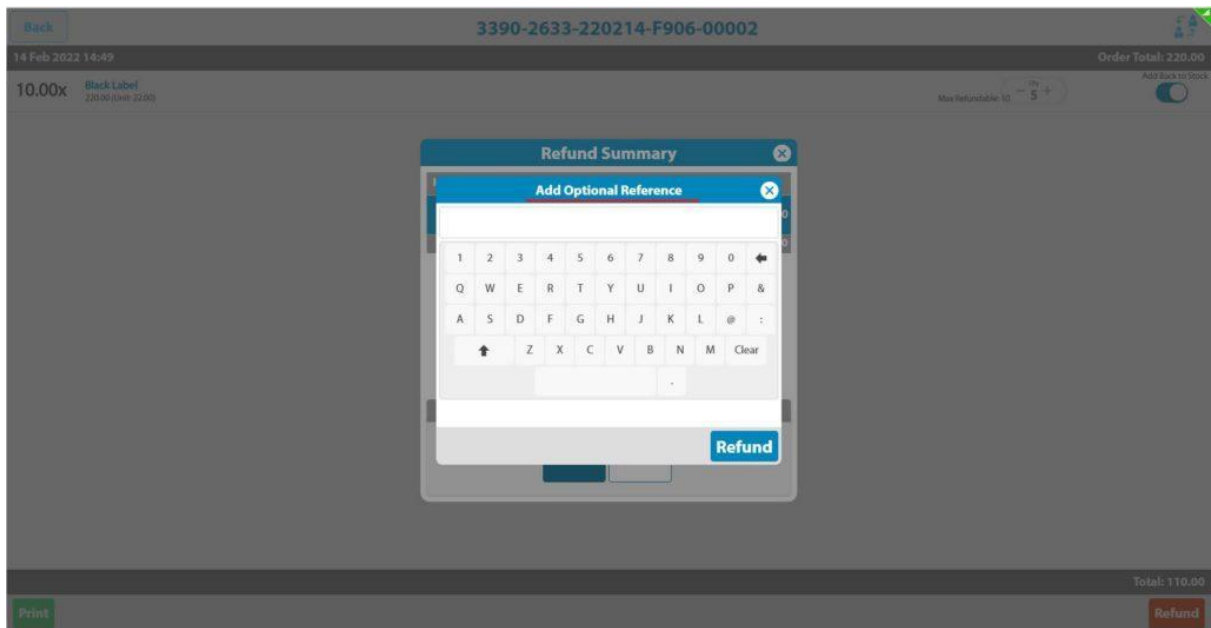 Back
3390-2633-220214-F906-00002
14 Feb 2022 14:49
Order Total: 220.00
10.00x
Black Label
220.00 (Unit: 22.00)
Max Refundable: 10
Qty
- 5 +
Add Back to Stock
Refund Summary
Add Optional Reference
1 2 3 4 5 6 7 8 9 0
Q W E R T Y U I O P &
A S D F G H J K L @ :
Z X C V B N M Clear
.
Refund
Total: 110.00
Print
Refund